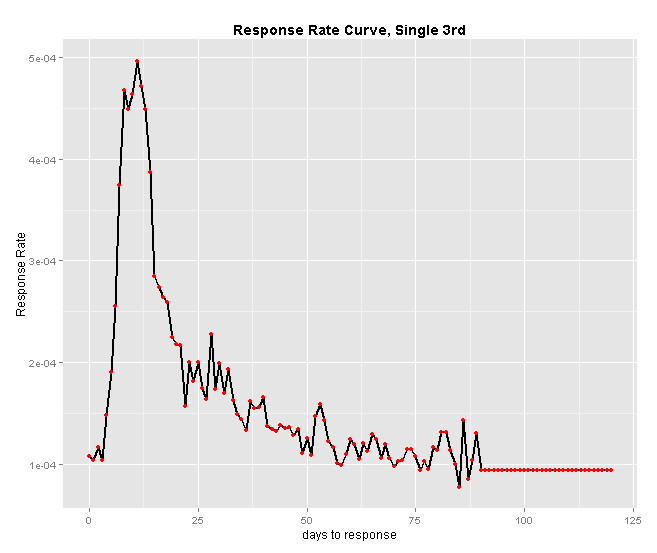 Response Rate Curve, Single 3rd
5e-04
4e-04
3e-04
2e-04
1e-04
Response Rate
0
25
50
75
100
125
days to response